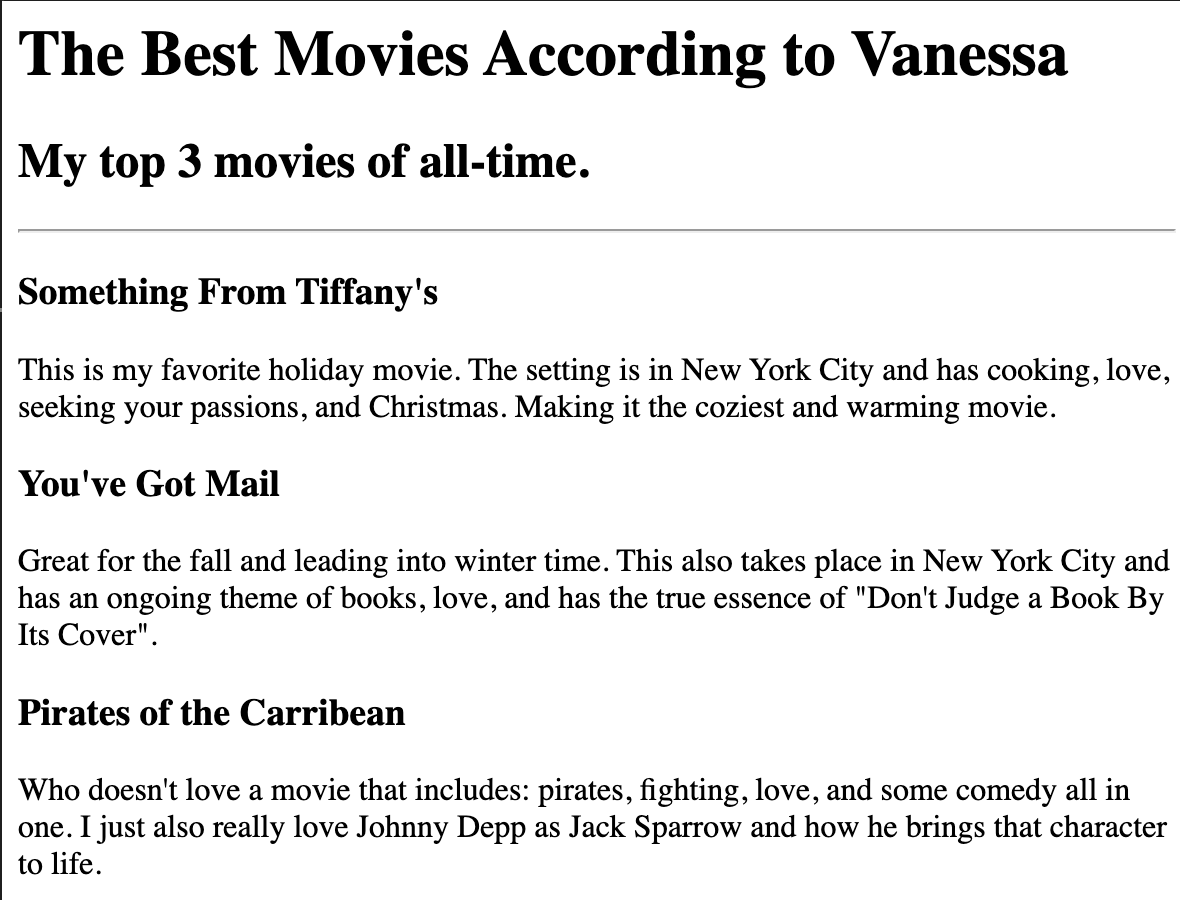 The Best Movies According to Vanessa
My top 3 movies of all-time.
Something From Tiffany's
This is my favorite holiday movie. The setting is in New York City and has cooking, love,
seeking your passions, and Christmas. Making it the coziest and warming movie.
You've Got Mail
Great for the fall and leading into winter time. This also takes place in New York City and
has an ongoing theme of books, love, and has the true essence of "Don't Judge a Book By
Its Cover".
Pirates of the Carribean
Who doesn't love a movie that includes: pirates, fighting, love, and some comedy all in
one. I just also really love Johnny Depp as Jack Sparrow and how he brings that character
to life.